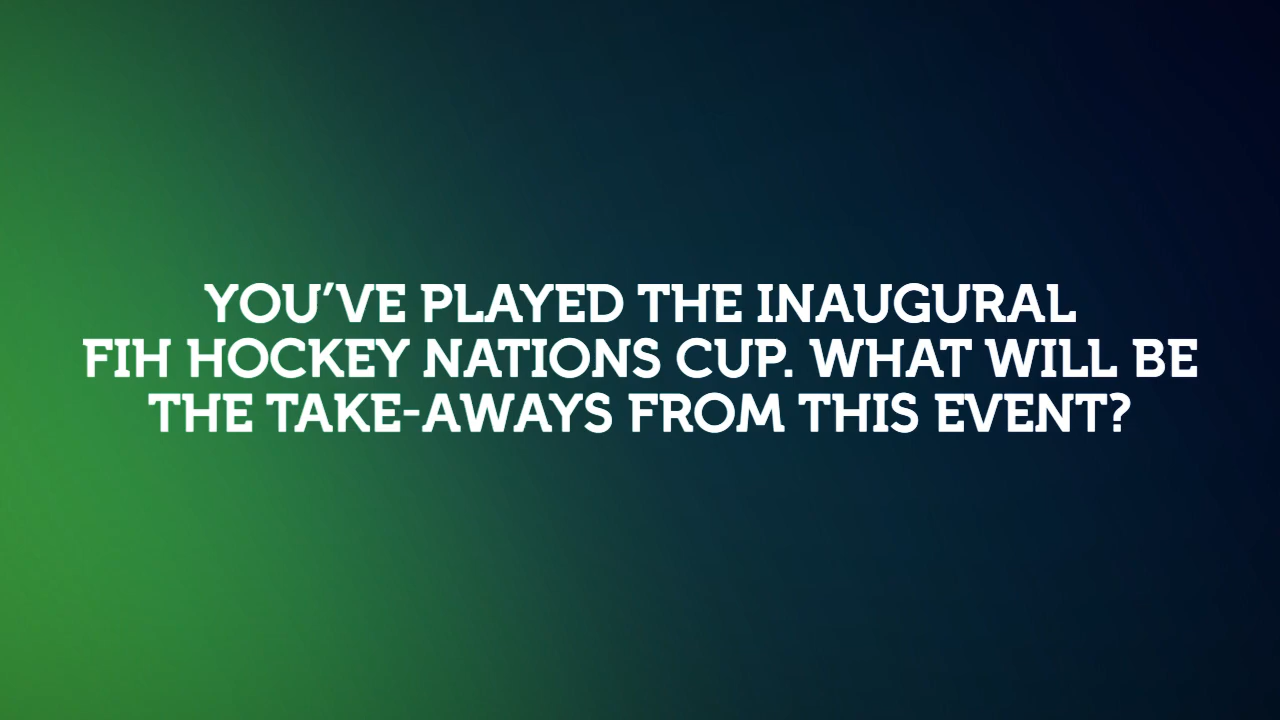 YOU’VE PLAYED THE INAUGURAL
FIH HOCKEY NATIONS CUP. WHAT WILL BE
THE TAKE-AWAYS FROM THIS EVENT?